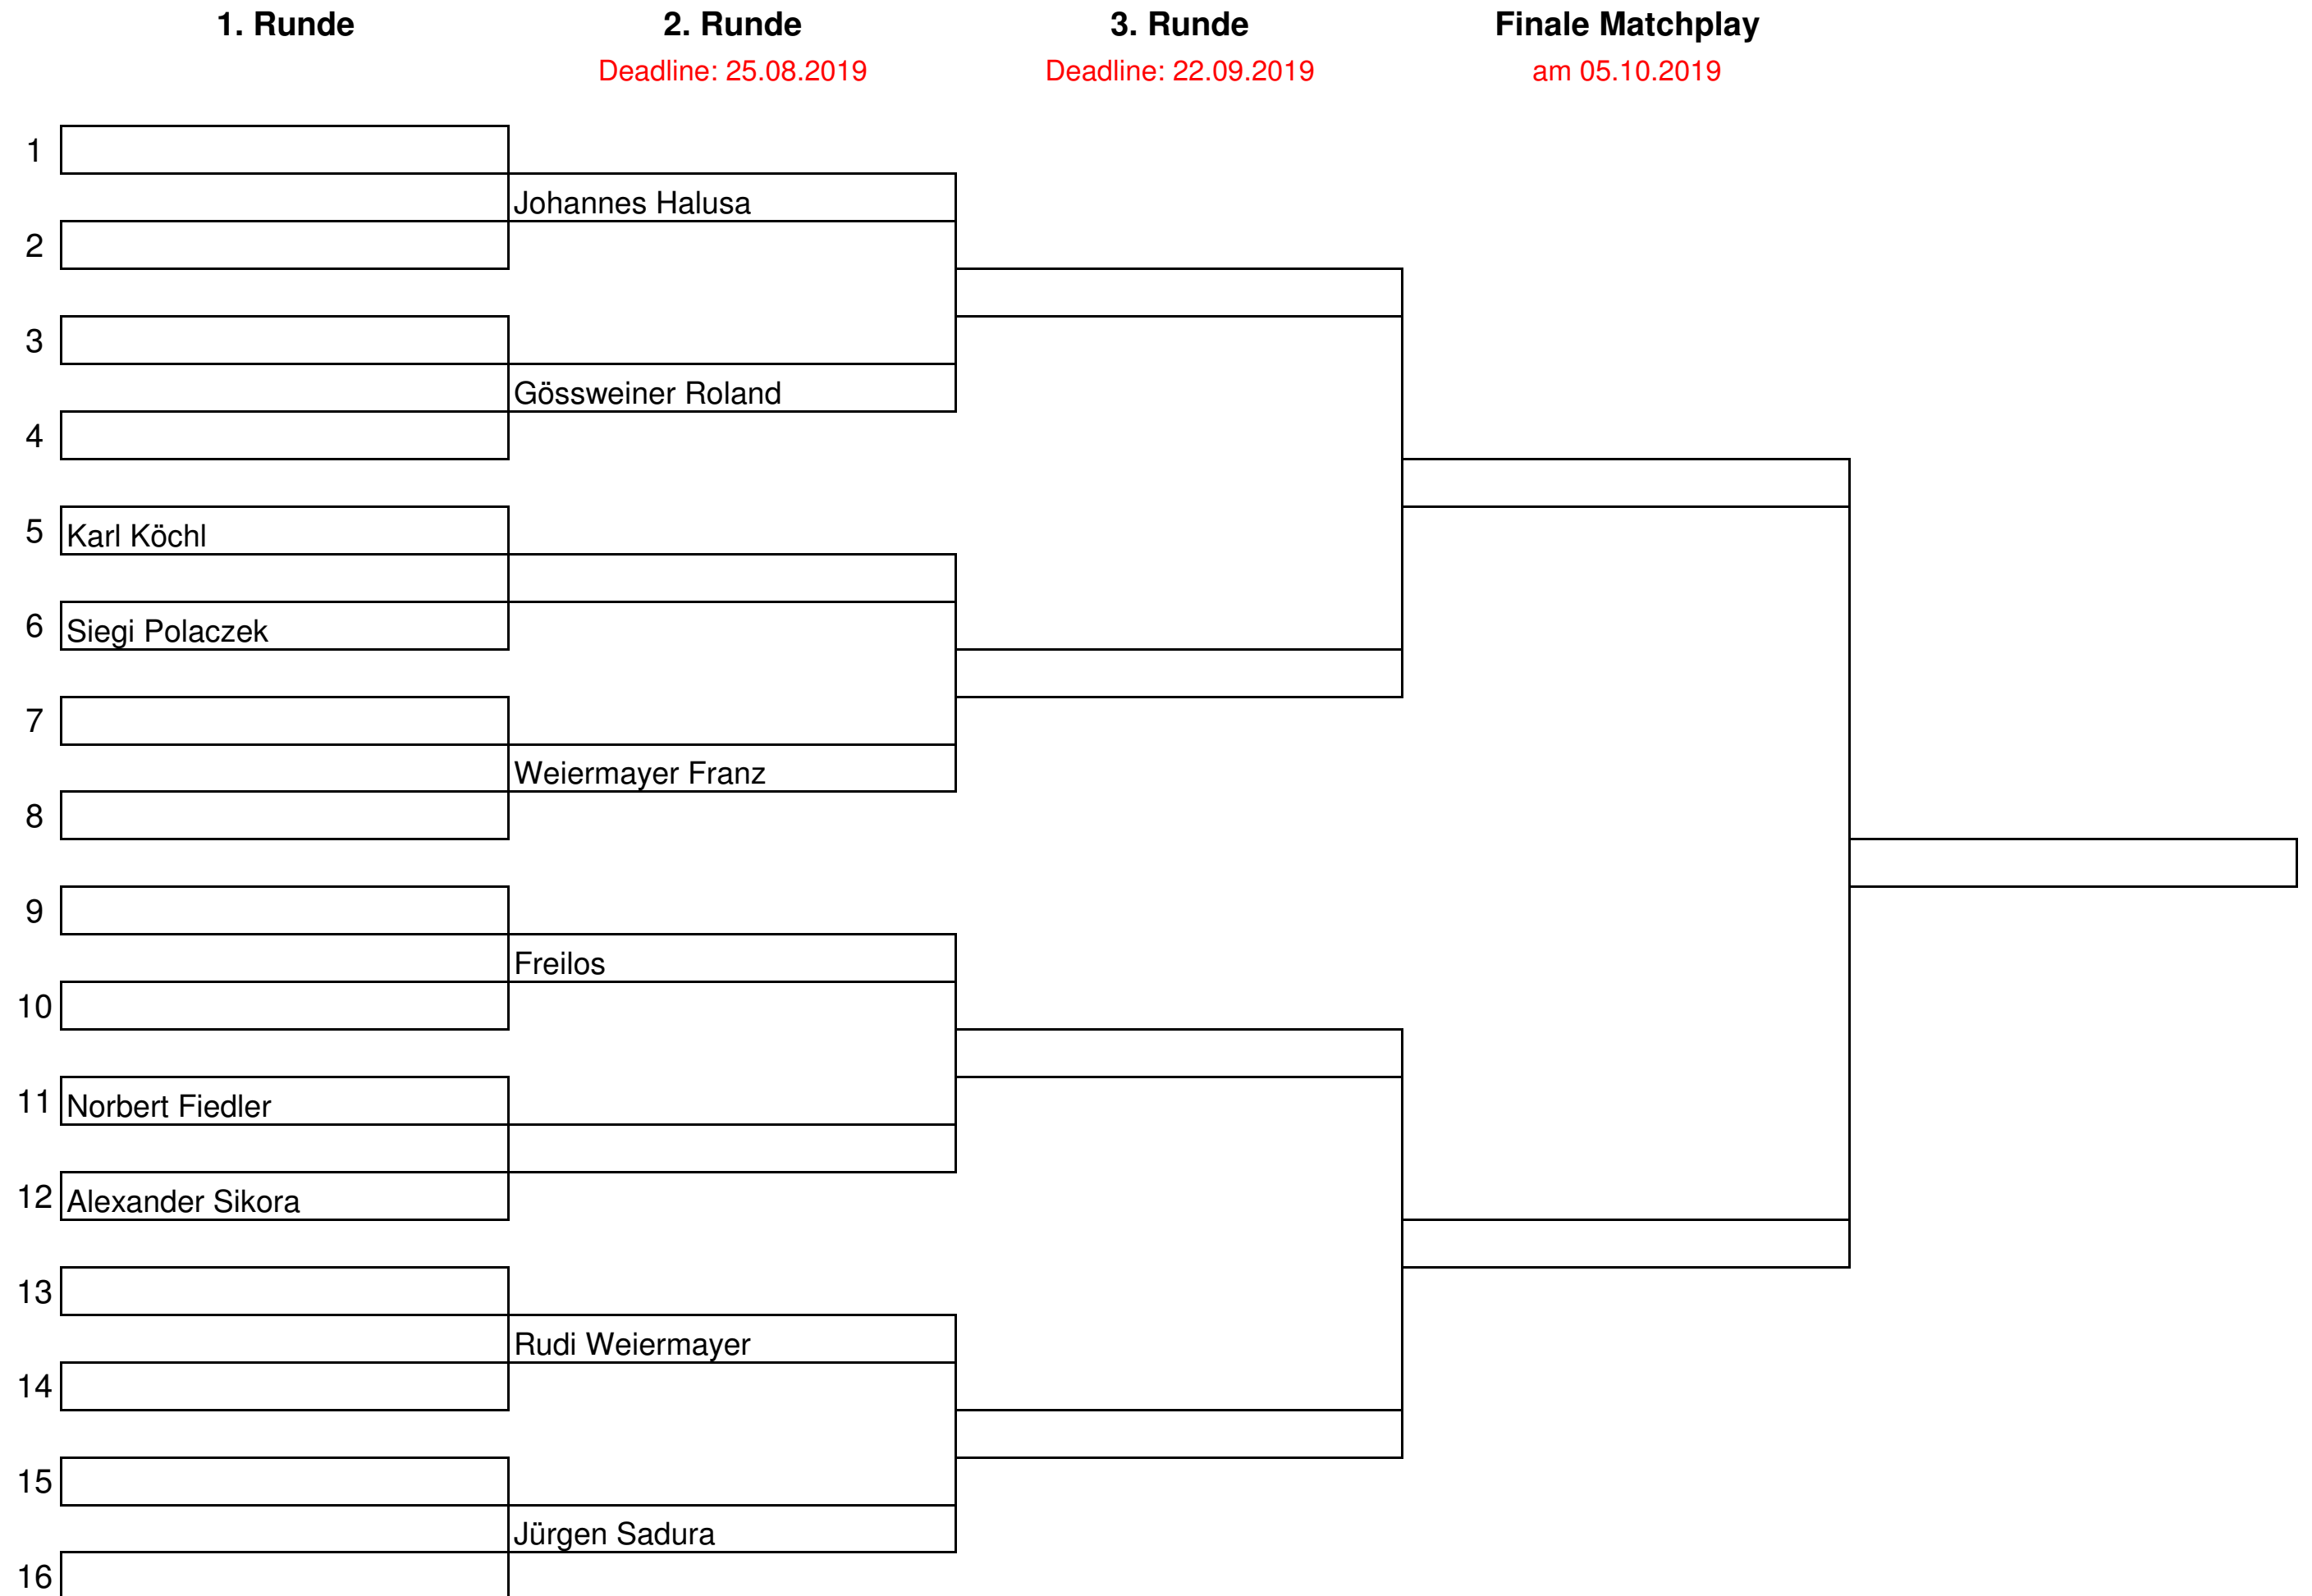 1. Runde 2. Runde 3. Runde Finale Matchplay
Deadline: 25.08.2019 Deadline: 22.09.2019 am 05.10.2019
1
Johannes Halusa
2
3
Gössweiner Roland
4
5 Karl Köchl
6 Siegi Polaczek
7
Weiermayer Franz
8
9
Freilos
10
11 Norbert Fiedler
12 Alexander Sikora
13
Rudi Weiermayer
14
15
Jürgen Sadura
16